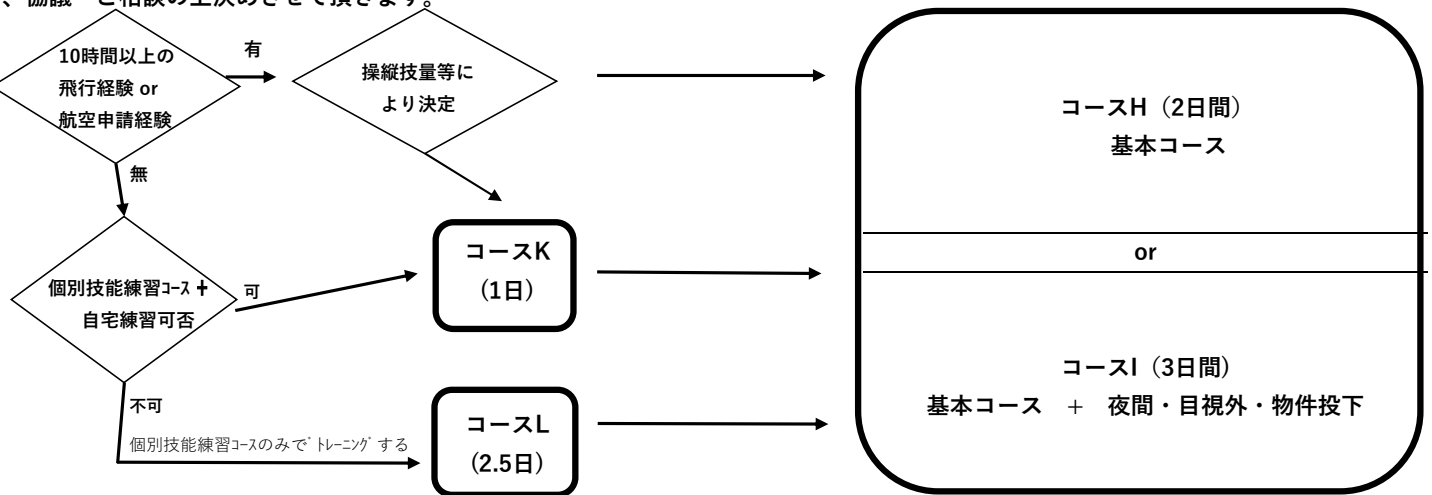 、協議・ご相談の上決めさせて頂きます。
10時間以上の
飛行経験 or
航空申請経験
有
操縦技量等に
より決定
コースH（2日間）
基本コース
無
or
個別技能練習ｺｰｽ +
自宅練習可否
可
コースK
(1日)
コースI（3日間）
基本コース ＋ 夜間・目視外・物件投下
不可
個別技能練習ｺｰｽのみでﾄﾚｰﾆﾝｸﾞする
コースL
(2.5日)